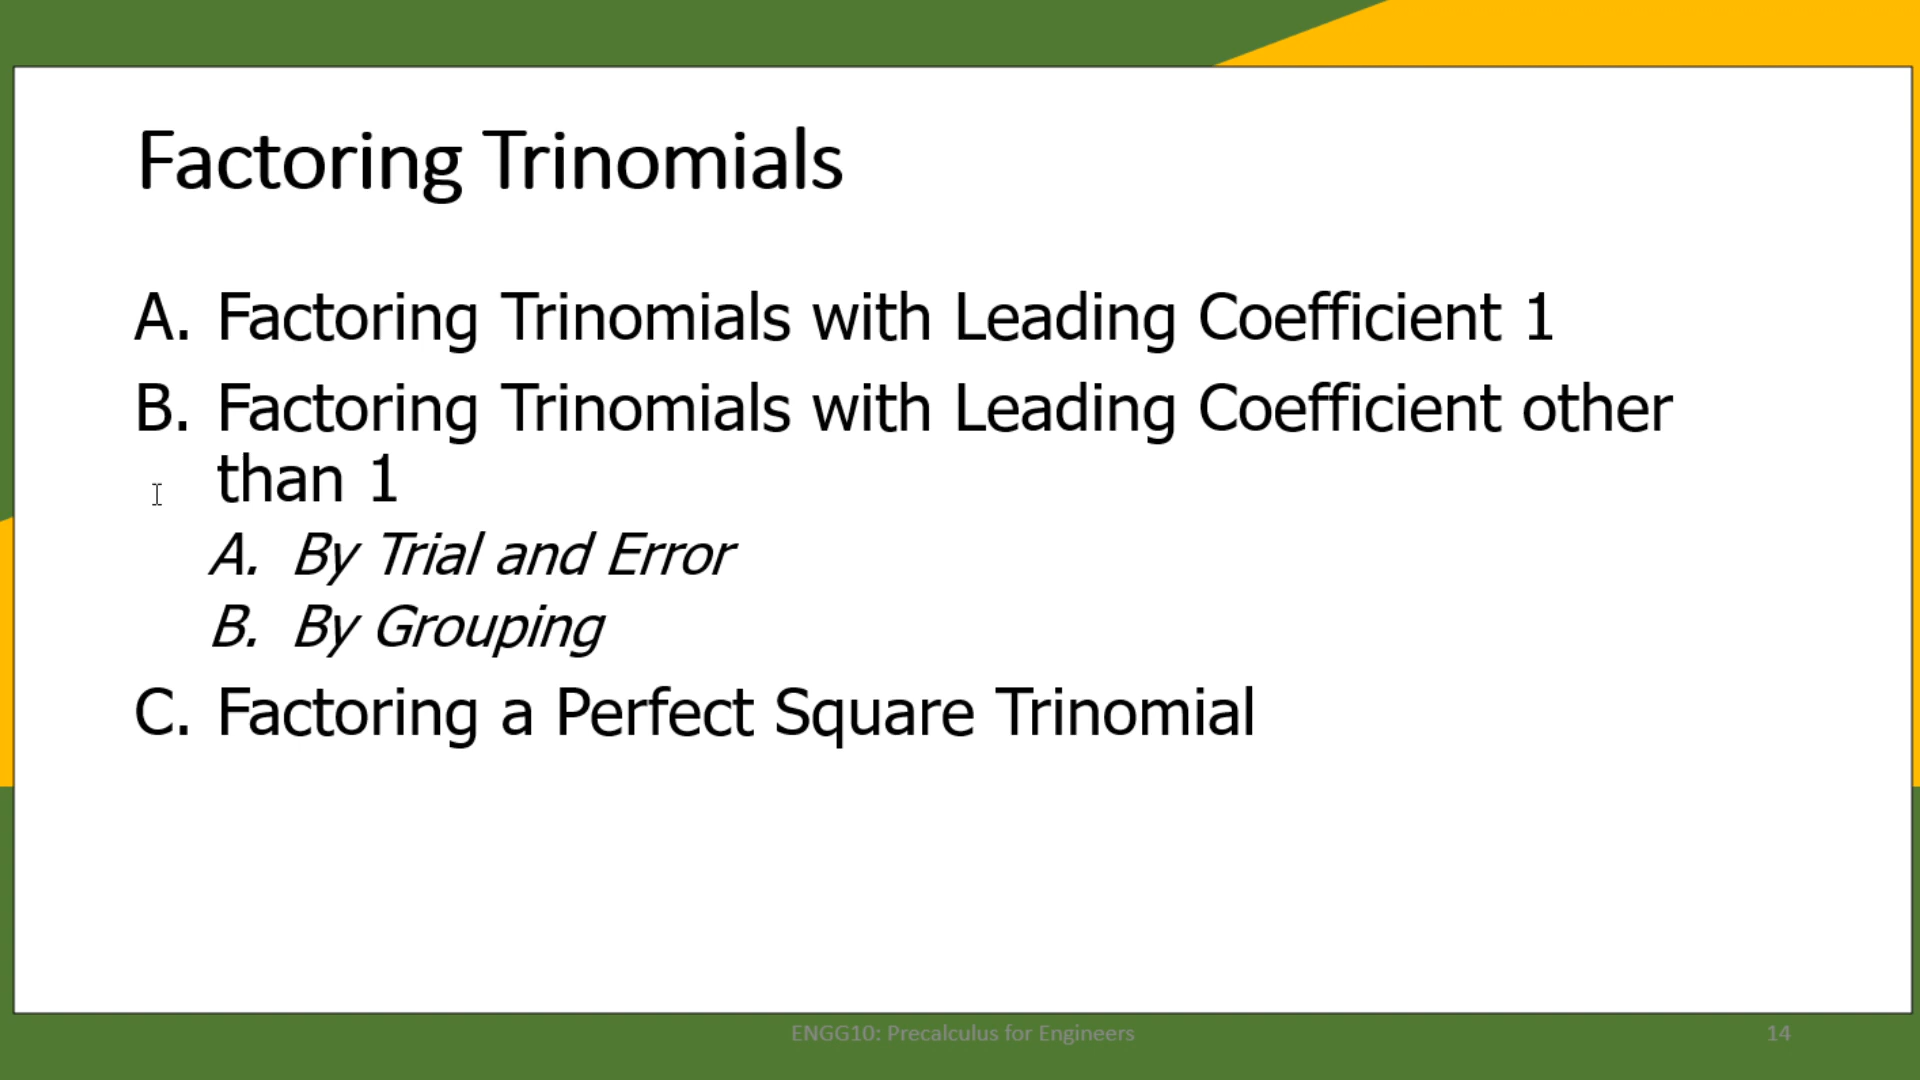 Factoring Trinomials
A. Factoring Trinomials with Leading Coefficient 1
B. Factoring Trinomials with Leading Coefficient other
than 1
A. By Trial and Error
B. By Grouping
C. Factoring a Perfect Square Trinomial
ENGG10: Precalculus for Engineers
14